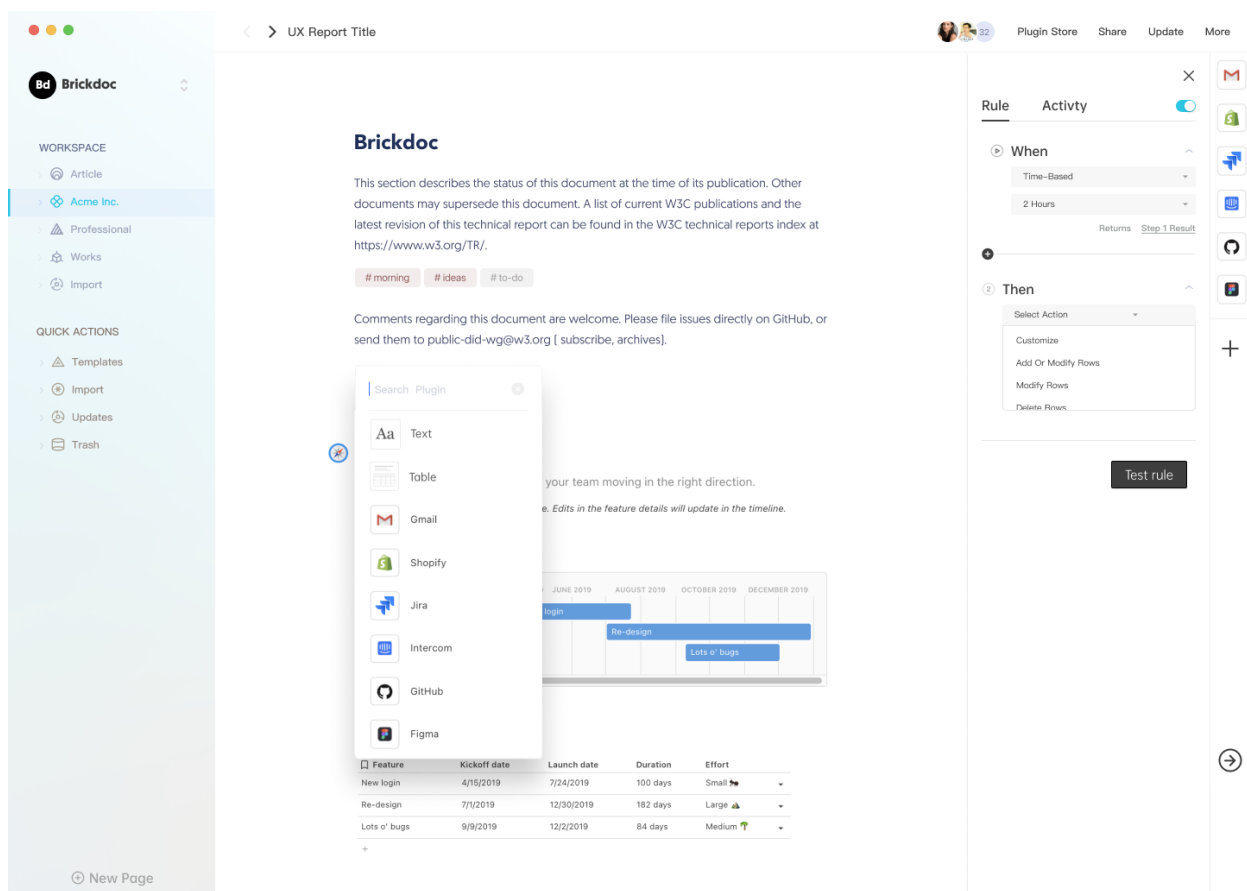 UX Report Title
32
Plugin Store
Share
Update
More
Bd
Brickdoc
WORKSPACE
Article
Acme Inc.
Professional
Works
Import
QUICK ACTIONS
Templates
Import
Updates
Trash
New Page
Brickdoc
This section describes the status of this document at the time of its publication. Other
documents may supersede this document. A list of current W3C publications and the
latest revision of this technical report can be found in the W3C technical reports index at
https://www.w3.org/TR/.
# morning # ideas # to-do
Comments regarding this document are welcome. Please file issues directly on GitHub, or
send them to public-did-wg@w3.org [ subscribe, archives].
Search Plugin
Aa Text
Table
Gmail
Shopify
Jira
Intercom
GitHub
Figma
your team moving in the right direction.
e. Edits in the feature details will update in the timeline.
JUNE 2019 AUGUST 2019 OCTOBER 2019 DECEMBER 2019
login
Re-design
Lots o' bugs
Feature Kickoff date Launch date Duration Effort
New login 4/15/2019 7/24/2019 100 days Small
Re-design 7/1/2019 12/30/2019 182 days Large
Lots o' bugs 9/9/2019 12/2/2019 84 days Medium
+
Rule Activty
When
Time-Based
2 Hours
Returns Step 1 Result
2 Then
Select Action
Customize
Add Or Modify Rows
Modify Rows
Delete Rows
Test rule